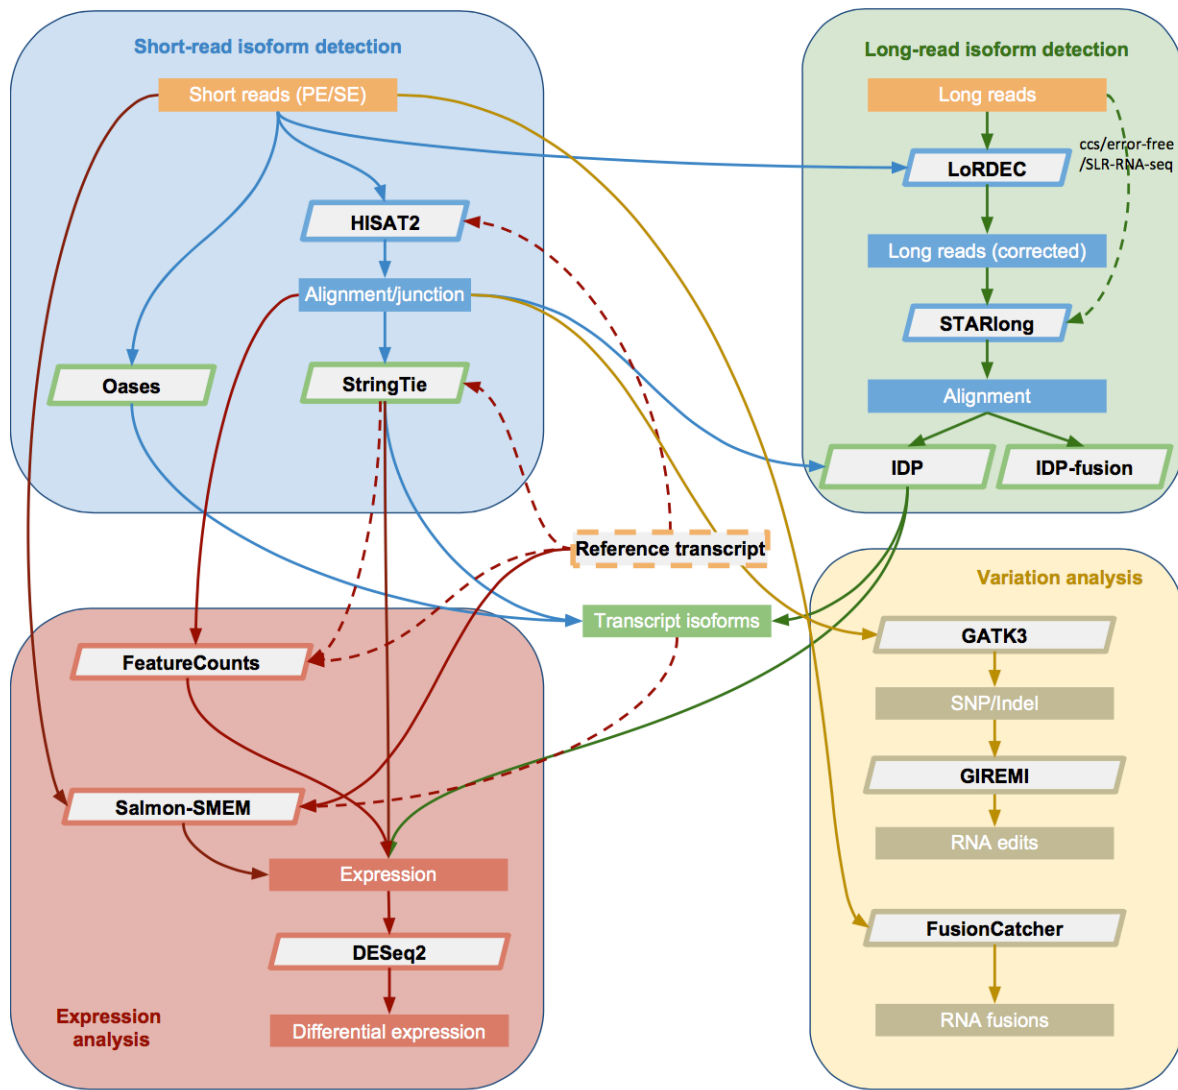 Short-read isoform detection
Short reads (PE/SE)
HISAT2
Alignment/junction
Oases
StringTie
Long-read isoform detection
Long reads
ccs/error-free
/SLR-RNA-seq
LoRDEC
Long reads (corrected)
STARlong
Alignment
IDP
IDP-fusion
Reference transcript
Transcript isoforms
FeatureCounts
Salmon-SMEM
Expression
DESeq2
Differential expression
Expression
analysis
Variation analysis
GATK3
SNP/Indel
GIREMI
RNA edits
FusionCatcher
RNA fusions